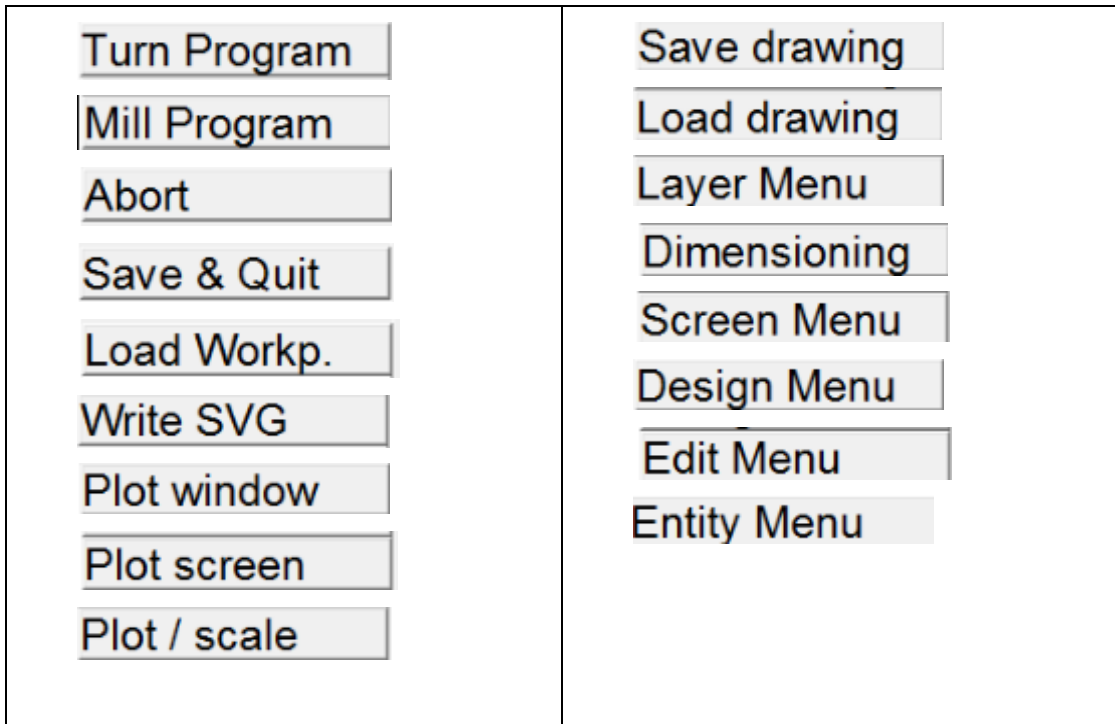 Turn Program
Mill Program
Abort
Save & Quit
Load Workp.
Write SVG
Plot window
Plot screen
Plot / scale
Save drawing
Load drawing
Layer Menu
Dimensioning
Screen Menu
Design Menu
Edit Menu
Entity Menu